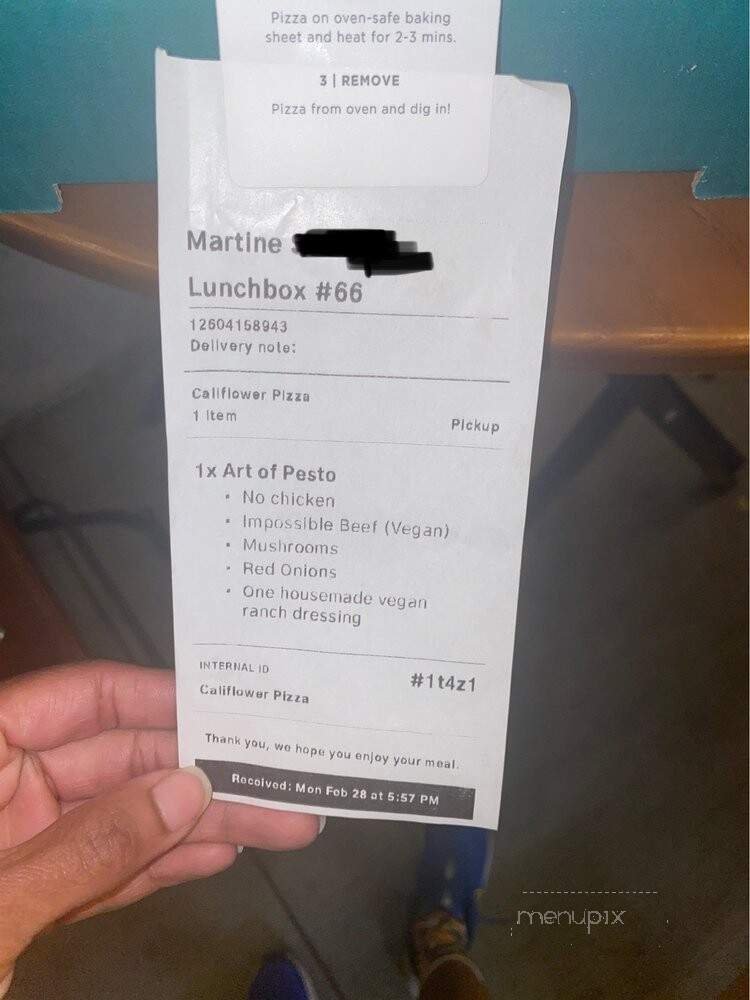 Pizza on oven-safe baking
sheet and heat for 2-3 mins.
3 | REMOVE
Pizza from oven and dig in!
Martine
Lunchbox #66
12604158943
Delivery note:
Califlower Pizza
1 Item
Pickup
1x Art of Pesto
• No chicken
• Impossible Beef (Vegan)
• Mushrooms
• Red Onions
• One housemade vegan
ranch dressing
INTERNAL ID
#1t4z1
Califlower Pizza
Thank you, we hope you enjoy your meal.
Received: Mon Feb 28 at 5:57 PM
menupix